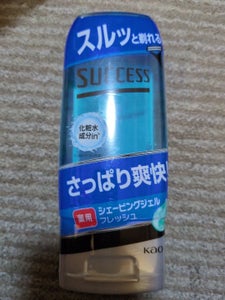 スルッと剃れる
SUCCESS
化粧水
成分in*
さっぱり爽快!
薬用
シェービングジェル
フレッシュ
Kao